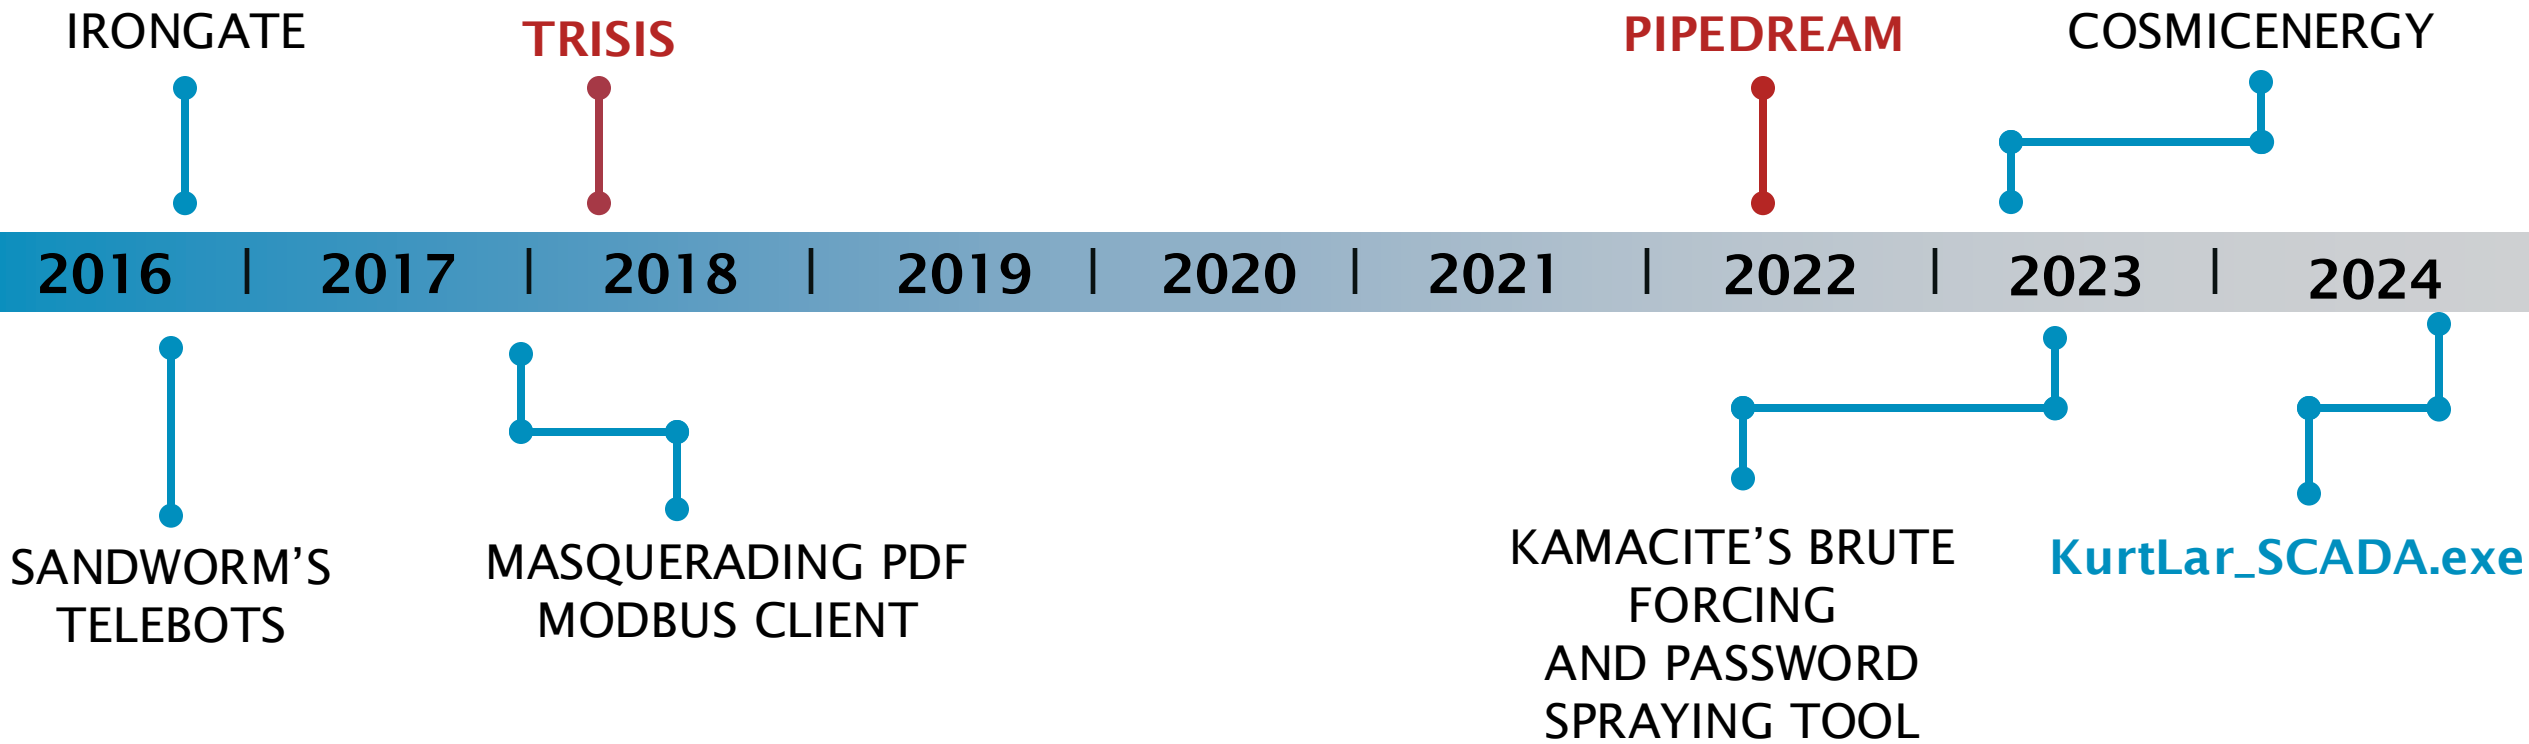 IRONGATE
TRISIS
PIPEDREAM
COSMICENERGY
2016 | 2017 | 2018 | 2019 | 2020 | 2021 | 2022 | 2023 | 2024
SANDWORM’S
TELEBOTS
MASQUERADING PDF
MODBUS CLIENT
KAMACITE’S BRUTE
FORCING
AND PASSWORD
SPRAYING TOOL
KurtLar_SCADA.exe